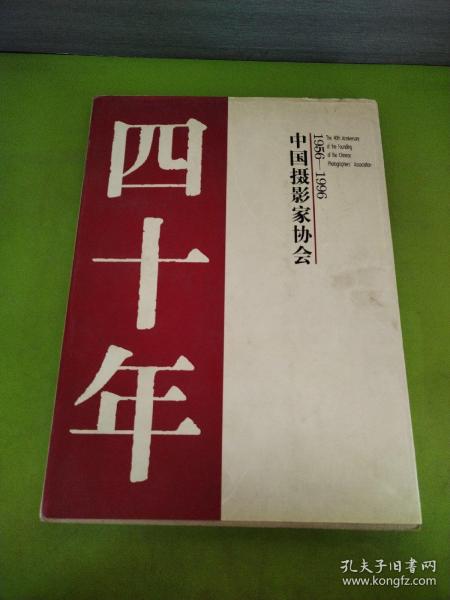 四十年
中国摄影家协会
1956—1996
The 40th Anniversary
of the Founding
of the Chinese
Photographers' Association
孔夫子旧书网
www.kongfz.com